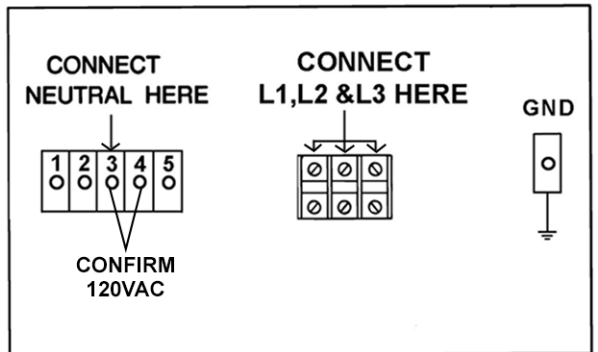 CONNECT
NEUTRAL HERE
CONNECT
L1,L2 &L3 HERE
GND
1 2 3 4 5
CONFIRM
120VAC